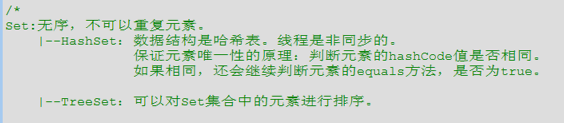 /*
Set:无序，不可以重复元素。
|--HashSet: 数据结构是哈希表。线程是非同步的。
保证元素唯一性的原理：判断元素的hashCode值是否相同。
如果相同，还会继续判断元素的equals方法，是否为true。
|--TreeSet: 可以对Set集合中的元素进行排序。